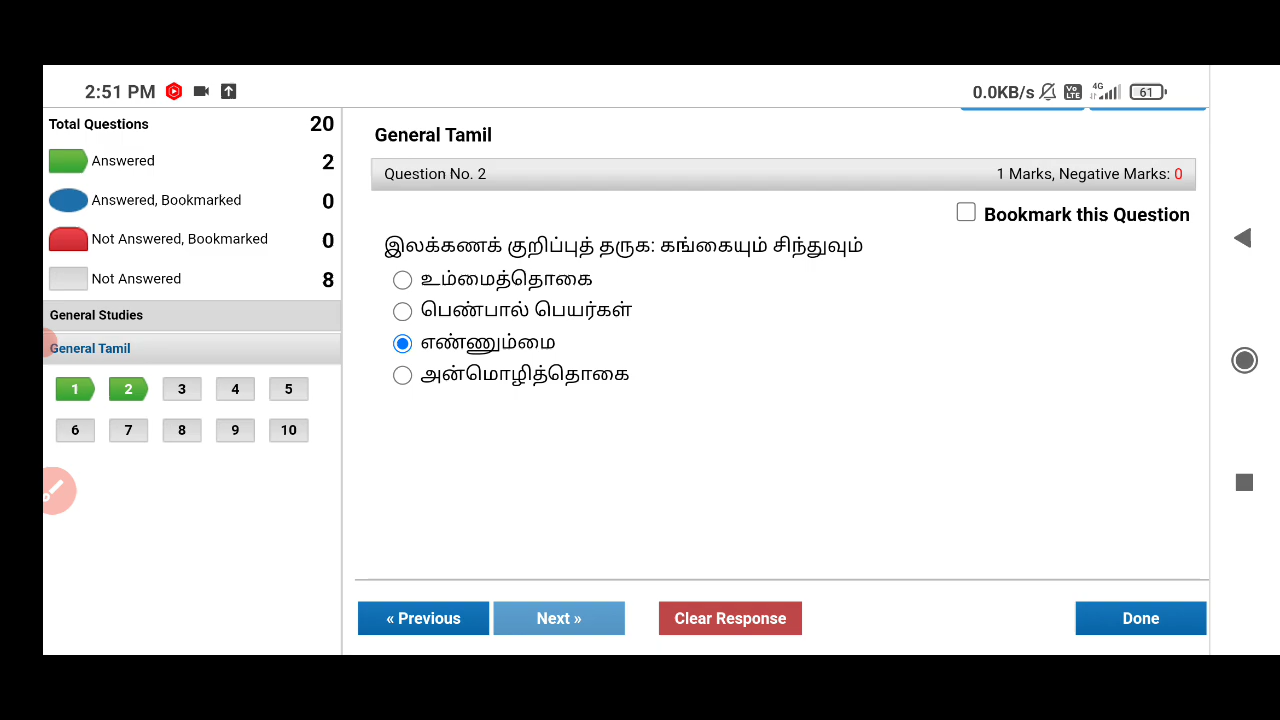 2:51 PM
0.0KB/s Vo LTE 4G 61
Total Questions 20
Answered 2
Answered, Bookmarked 0
Not Answered, Bookmarked 0
Not Answered 8
General Studies
General Tamil
1 2 3 4 5
6 7 8 9 10
General Tamil
Question No. 2 1 Marks, Negative Marks: 0
Bookmark this Question
இலக்கணக் குறிப்புத் தருக: கங்கையும் சிந்துவும்
உம்மைத்தொகை
பெண்பால் பெயர்கள்
எண்ணும்மை
அன்மொழித்தொகை
« Previous Next » Clear Response Done